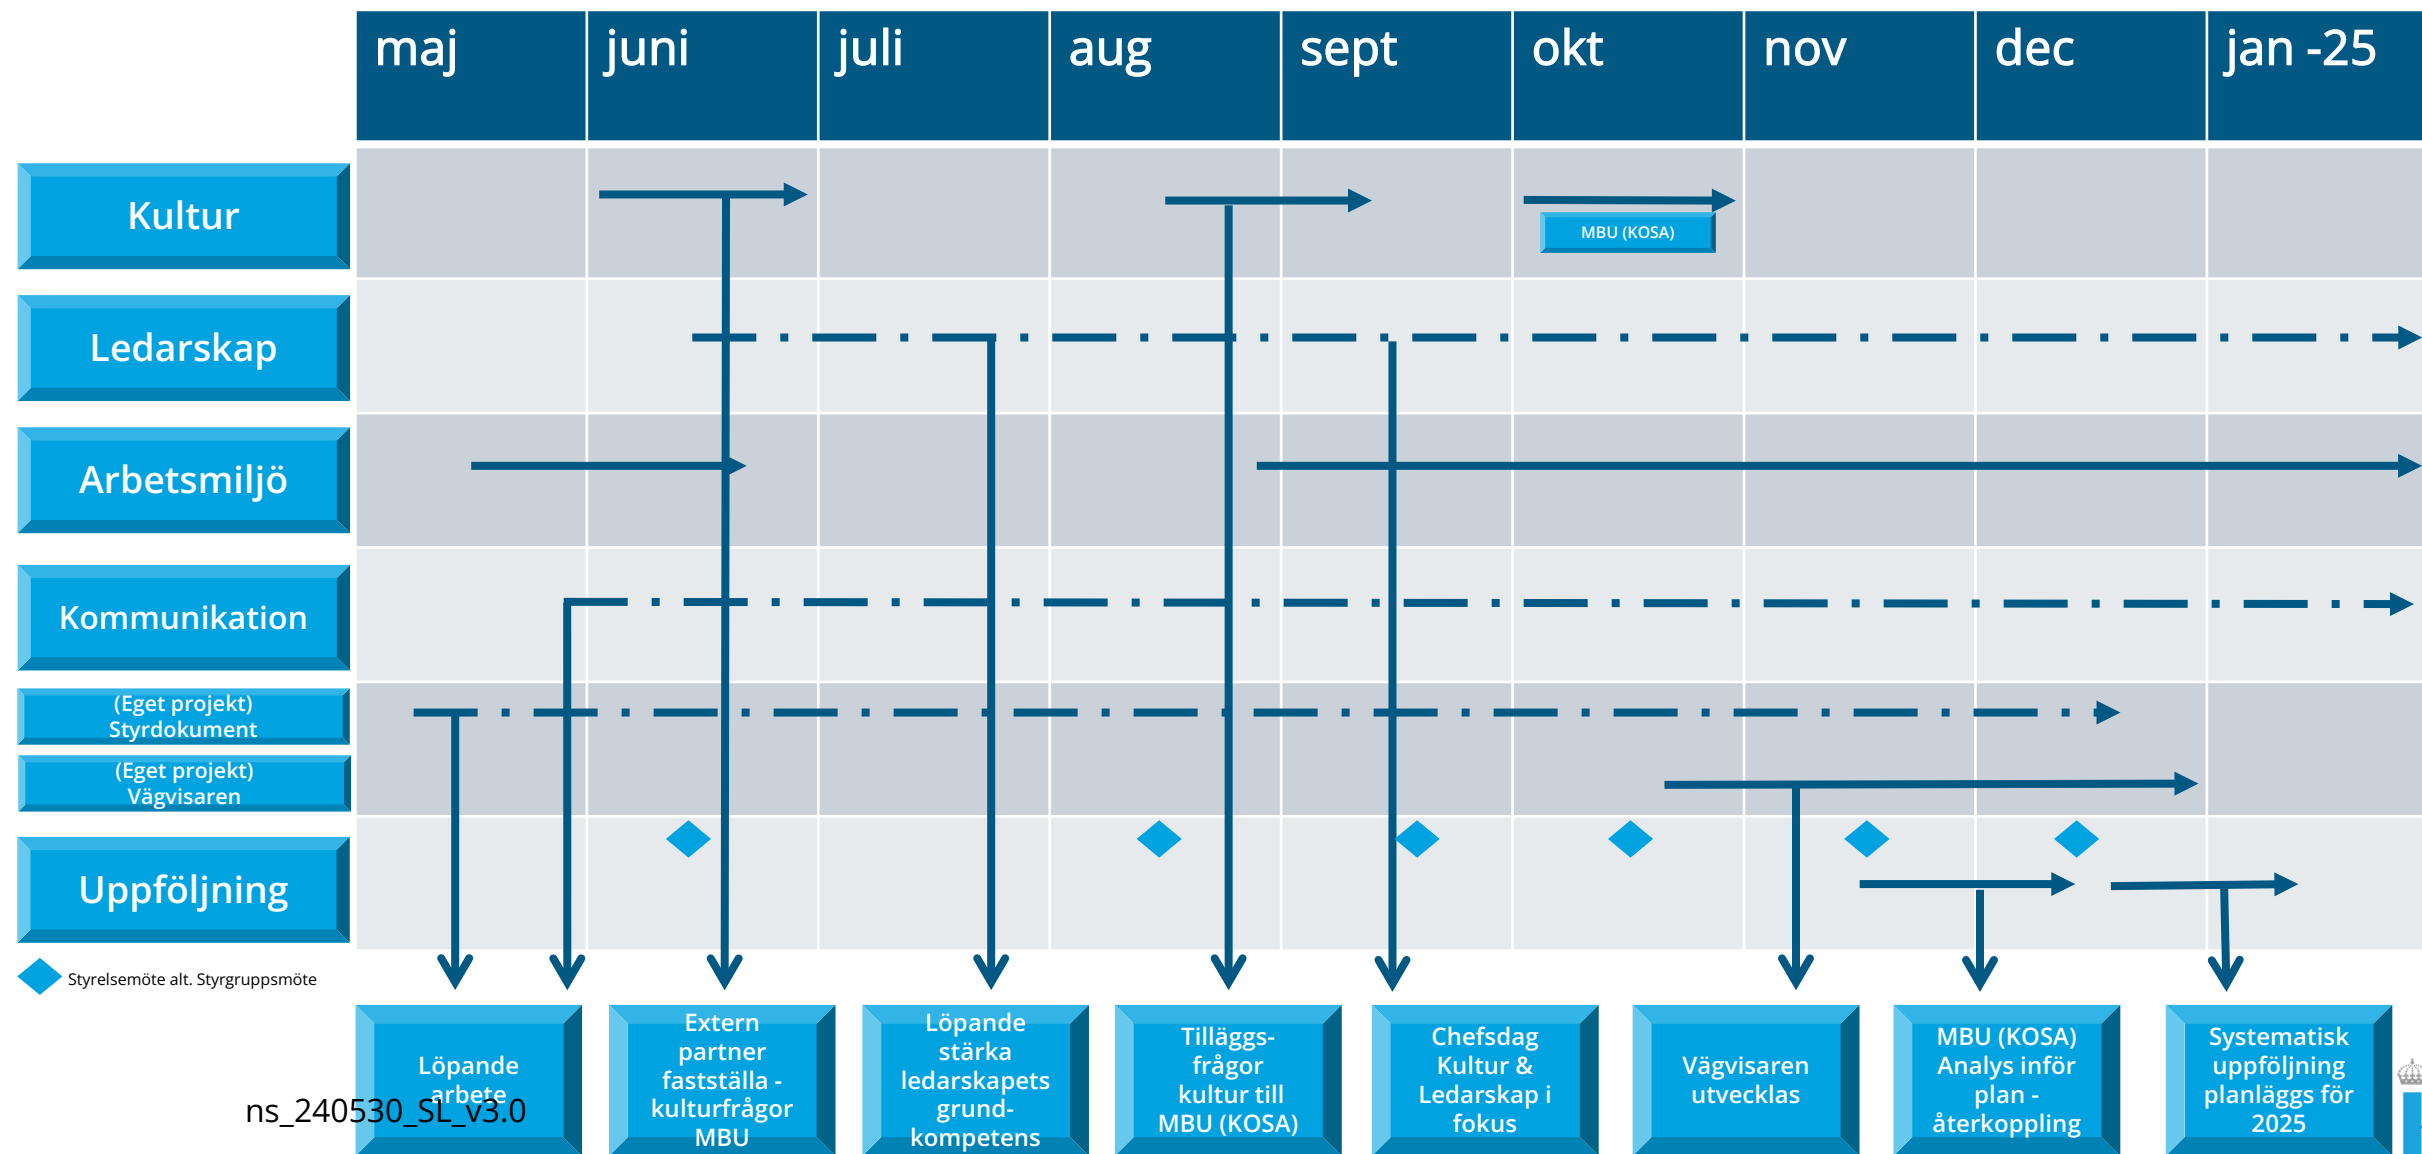 maj
juni
juli
aug
sept
okt
nov
dec
jan -25
Kultur
MBU (KOSA)
Ledarskap
Arbetsmiljö
Kommunikation
(Eget projekt)
Styrdokument
(Eget projekt)
Vägvisaren
Uppföljning
Styrelsemöte alt. Styrgruppsmöte
Löpande
arbete
Extern
partner
fastställa -
kulturfrågor
MBU
Löpande
stärka
ledarskapets
grund-
kompetens
Tilläggs-
frågor
kultur till
MBU (KOSA)
Chefsdag
Kultur &
Ledarskap i
fokus
Vägvisaren
utvecklas
MBU (KOSA)
Analys inför
plan -
återkoppling
Systematisk
uppföljning
planläggs för
2025
ns_240530_SL_v3.0